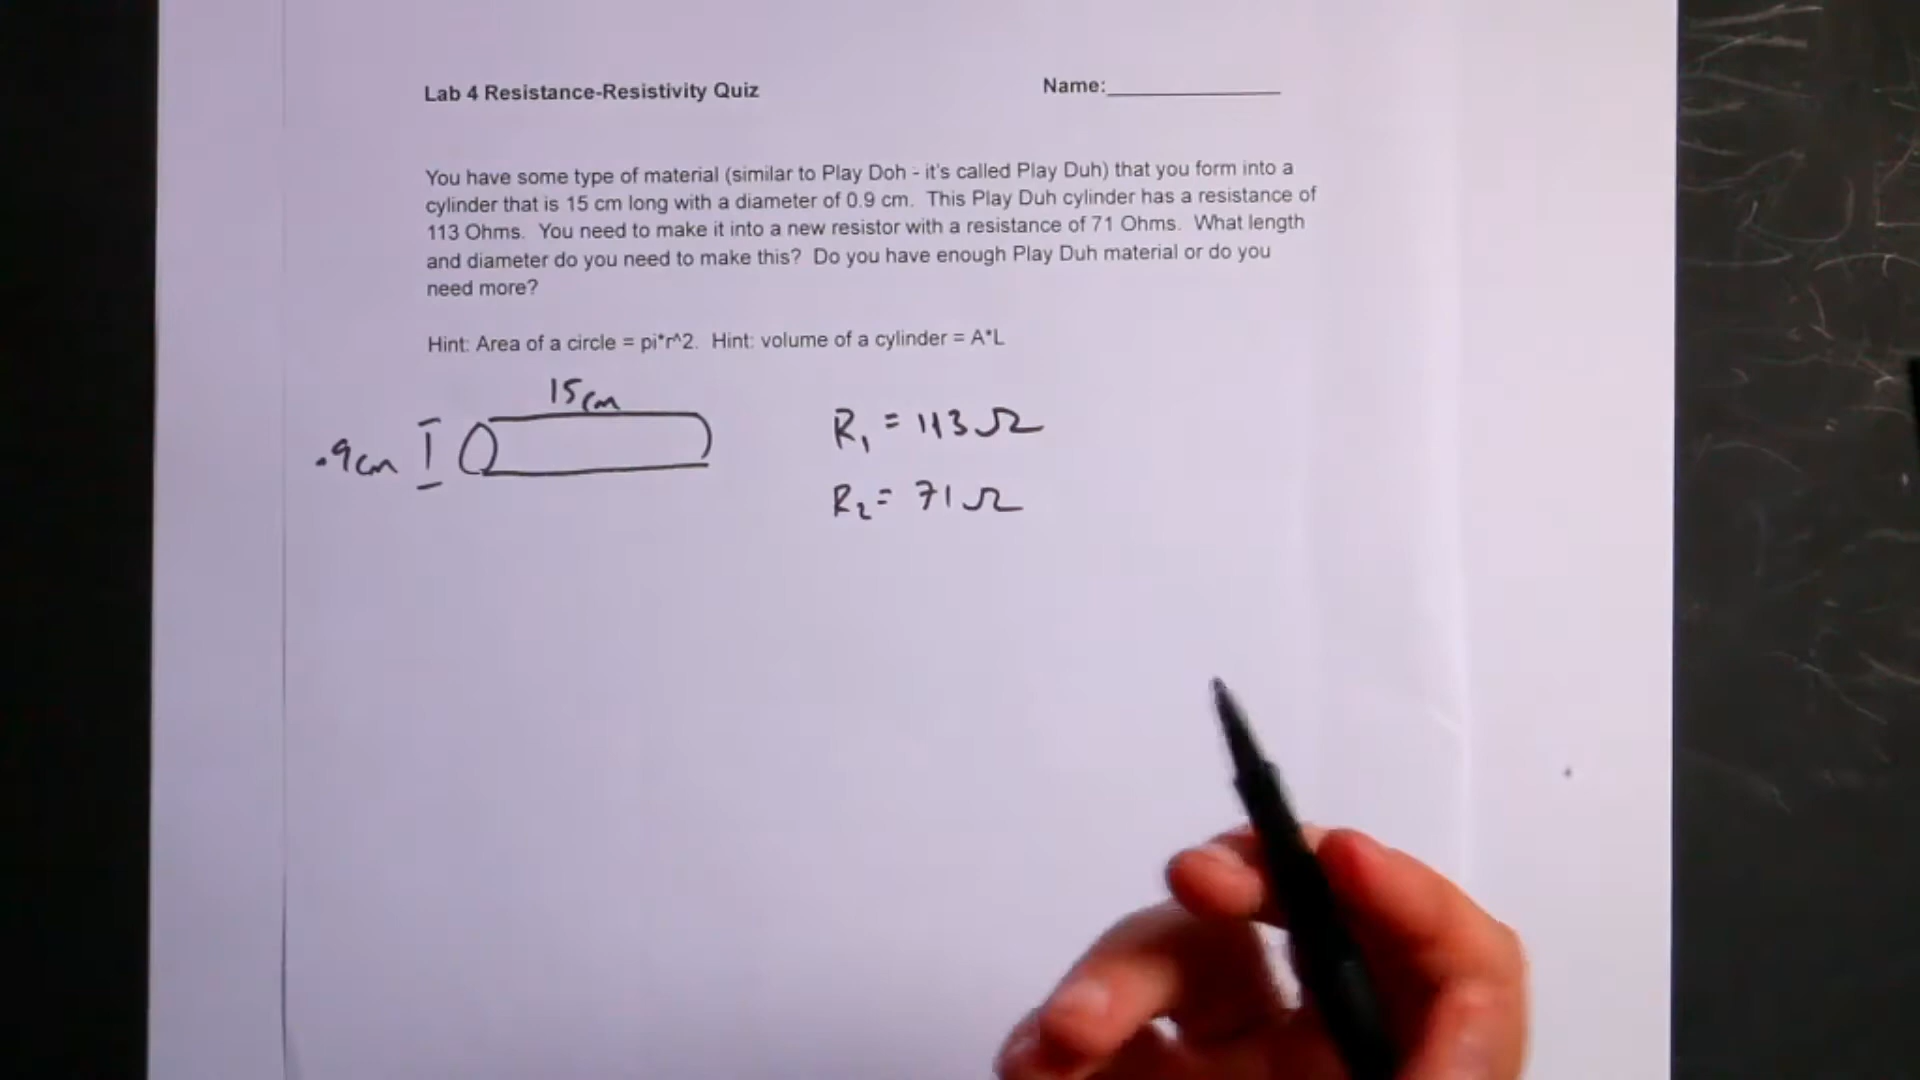 Lab 4 Resistance-Resistivity Quiz Name:______________
You have some type of material (similar to Play Doh - it's called Play Duh) that you form into a
cylinder that is 15 cm long with a diameter of 0.9 cm. This Play Duh cylinder has a resistance of
113 Ohms. You need to make it into a new resistor with a resistance of 71 Ohms. What length
and diameter do you need to make this? Do you have enough Play Duh material or do you
need more?
Hint: Area of a circle = pi*r^2. Hint: volume of a cylinder = A*L
15cm
.9cm
R₁ = 113Ω
R₂ = 71Ω